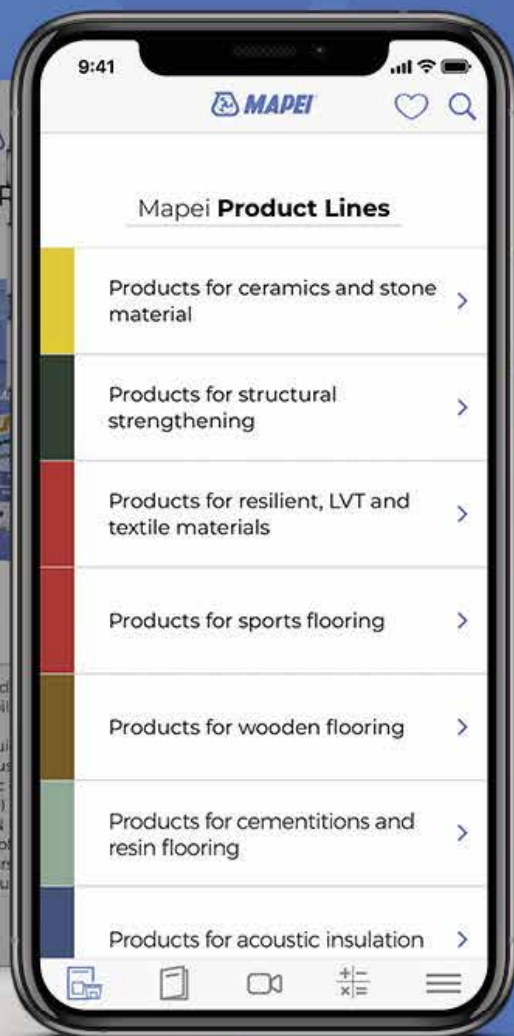 9:41
MAPEI
Mapei Product Lines
Products for ceramics and stone
material
Products for structural
strengthening
Products for resilient, LVT and
textile materials
Products for sports flooring
Products for wooden flooring
Products for cementitions and
resin flooring
Products for acoustic insulation